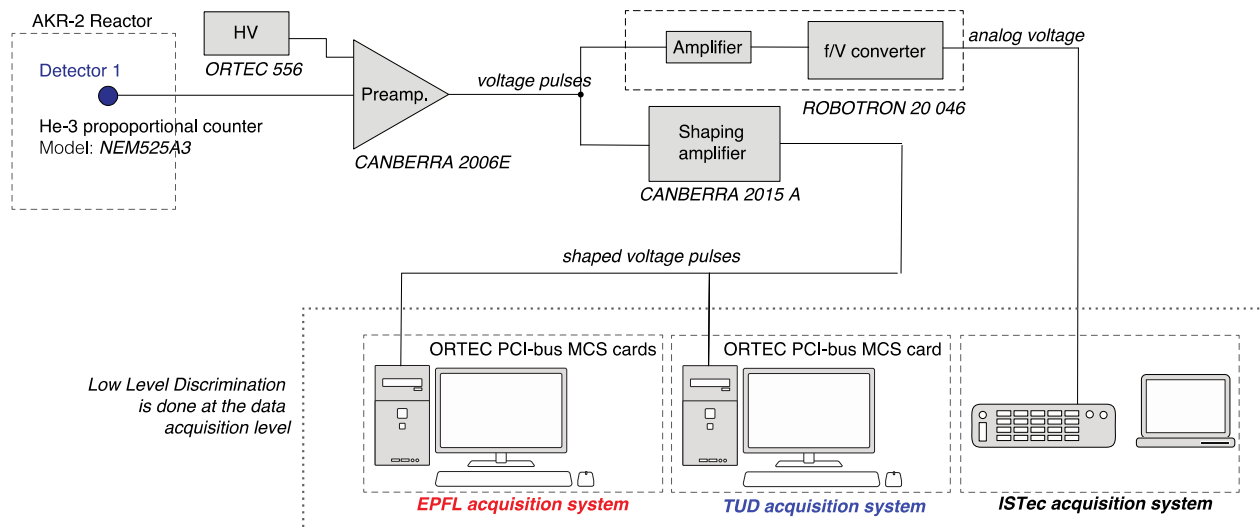 AKR-2 Reactor
HV
ORTEC 556
Detector 1
He-3 propoportional counter
Model: NEM525A3
Preamp.
CANBERRA 2006E
voltage pulses
Amplifier
f/V converter
ROBOTRON 20 046
analog voltage
Shaping
amplifier
CANBERRA 2015 A
shaped voltage pulses
Low Level Discrimination
is done at the data
acquisition level
ORTEC PCI-bus MCS cards
EPFL acquisition system
ORTEC PCI-bus MCS card
TUD acquisition system
ISTec acquisition system